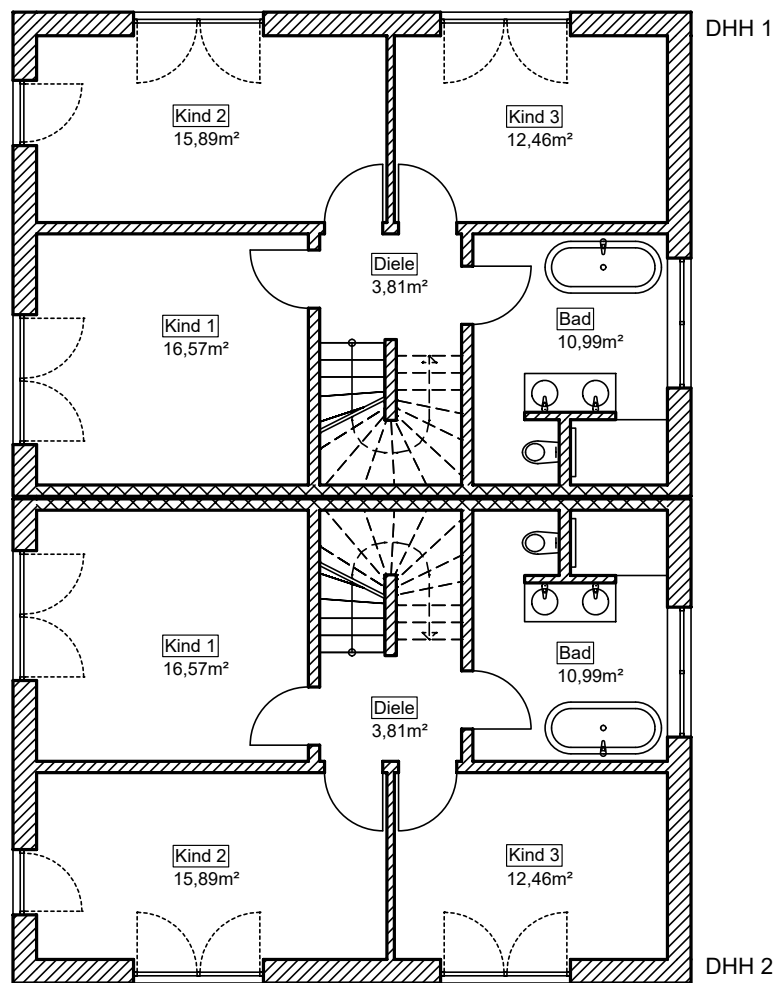 DHH 1
Kind 2
15,89m²
Kind 3
12,46m²
Diele
3,81m²
Kind 1
16,57m²
Bad
10,99m²
Kind 1
16,57m²
Bad
10,99m²
Diele
3,81m²
Kind 2
15,89m²
Kind 3
12,46m²
DHH 2